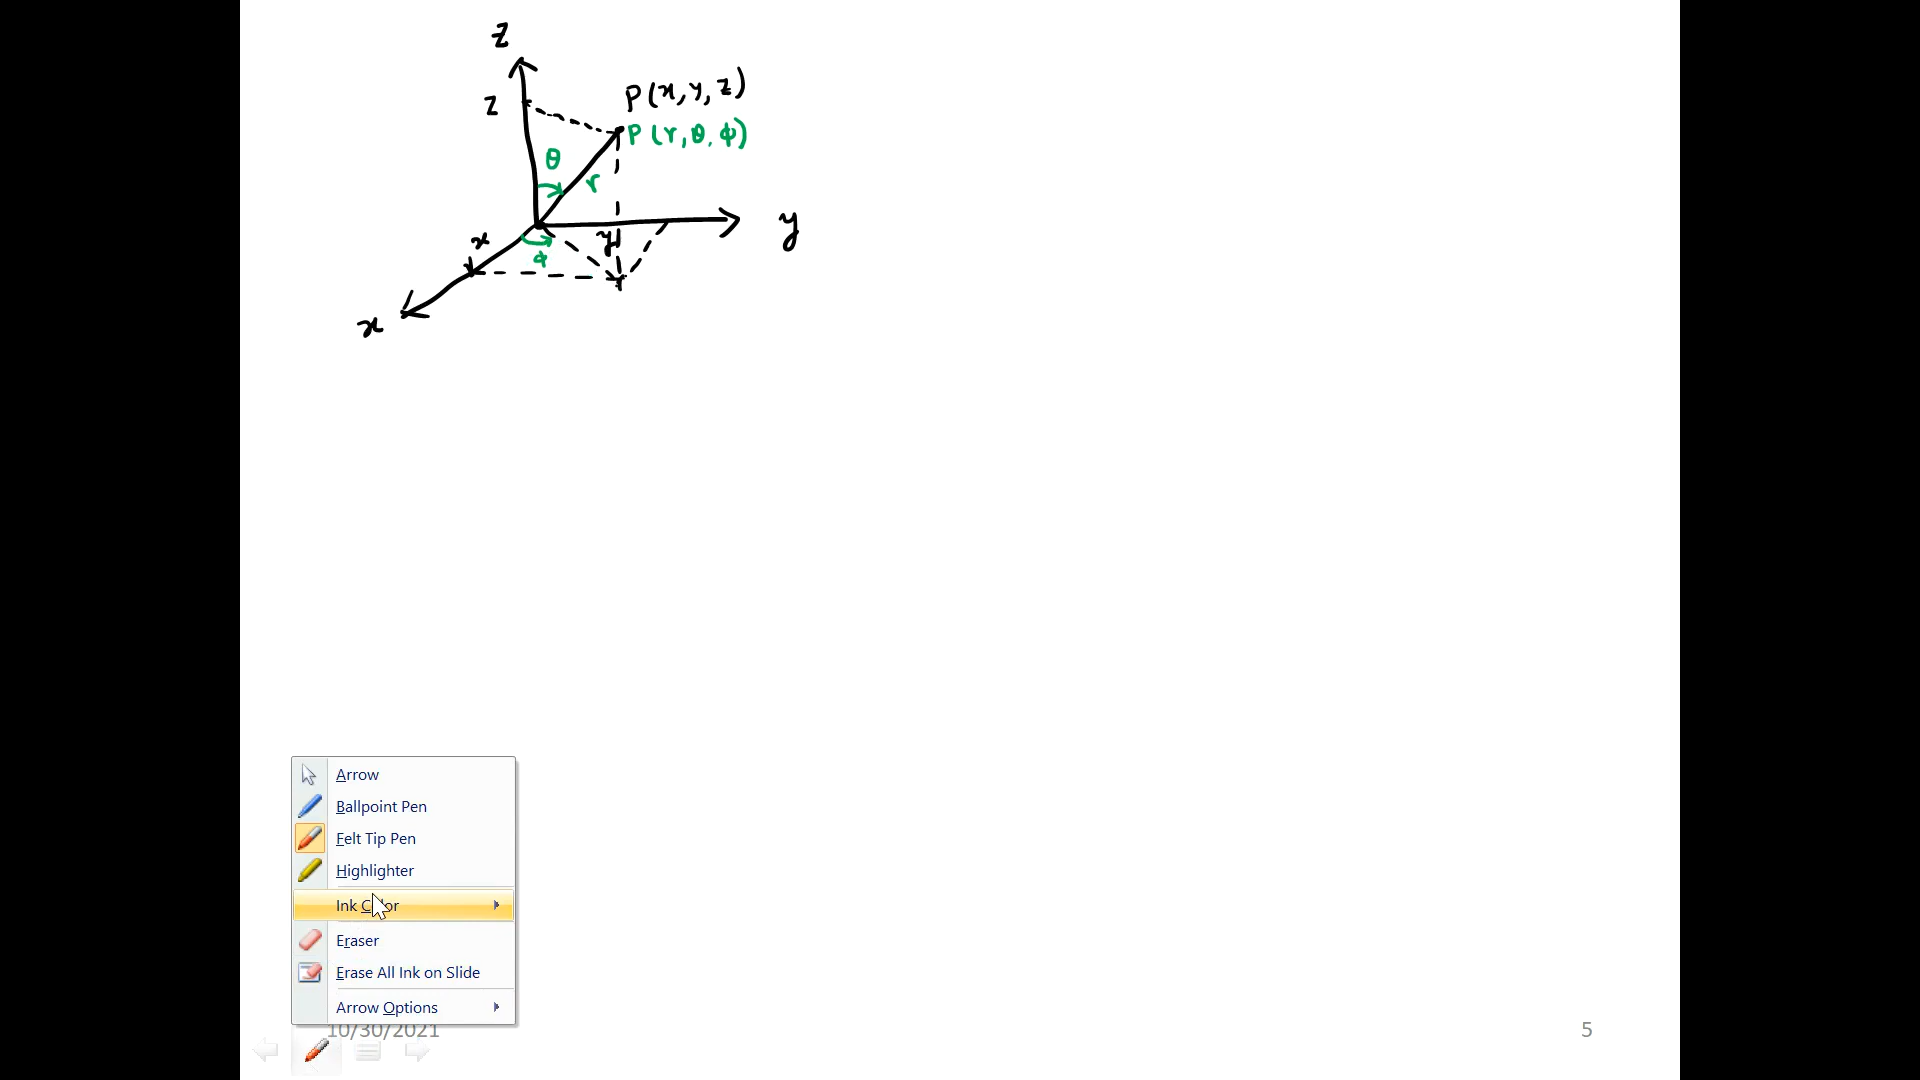 z
z
P(x,y,z)
P(r,θ,φ)
θ
r
y
x
y
φ
x
Arrow
Ballpoint Pen
Felt Tip Pen
Highlighter
Ink Color
Eraser
Erase All Ink on Slide
Arrow Options
10/30/2021
5